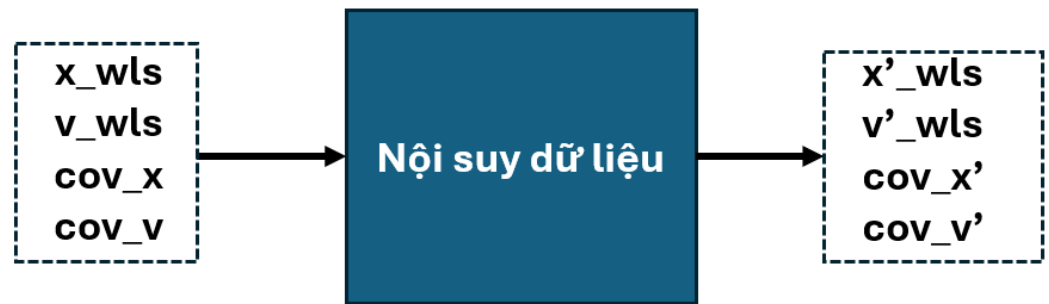 x_wls
v_wls
cov_x
cov_v
Nội suy dữ liệu
x’_wls
v’_wls
cov_x’
cov_v’